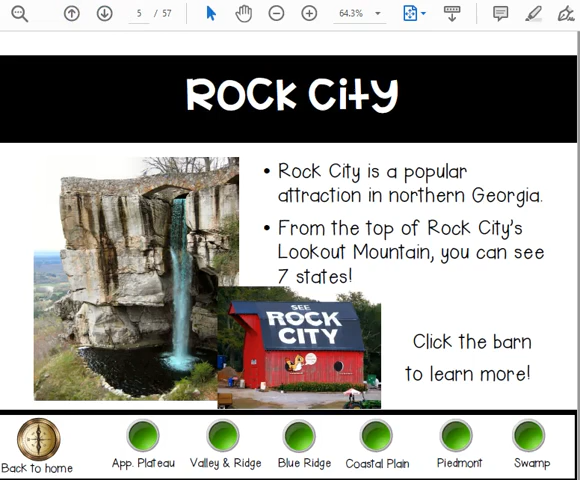 5 / 57
64.3%
Rock City
• Rock City is a popular
attraction in northern Georgia.
• From the top of Rock City's
Lookout Mountain, you can see
7 states!
SEE
ROCK
CITY
Click the barn
to learn more!
Back to home
App. Plateau
Valley & Ridge
Blue Ridge
Coastal Plain
Piedmont
Swamp